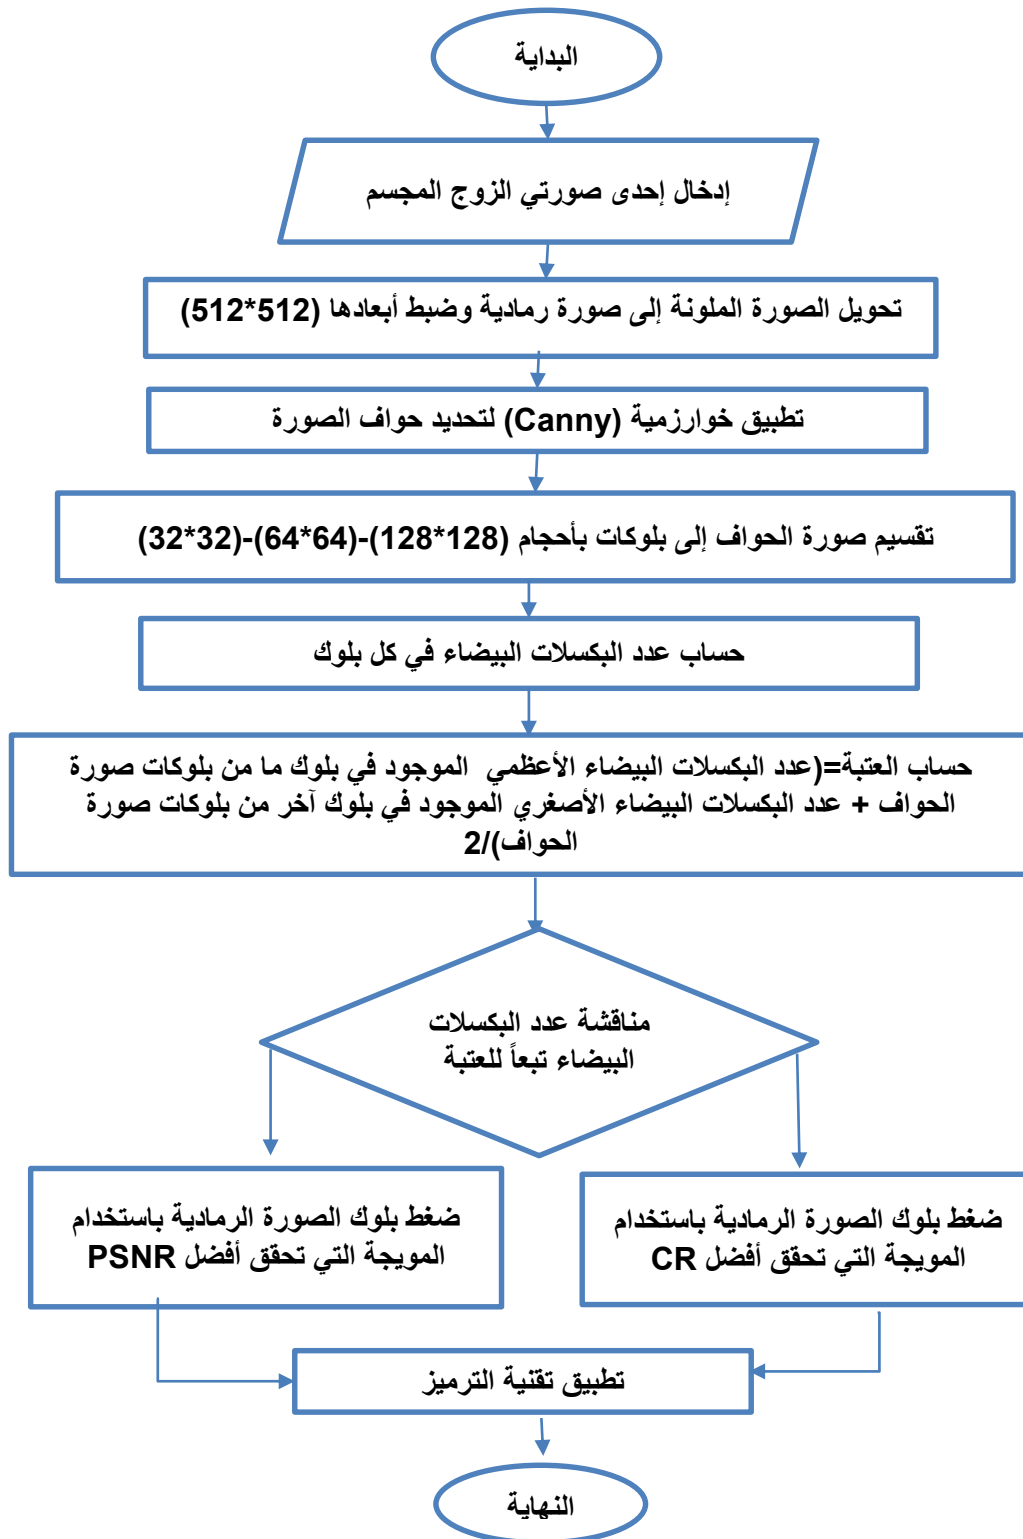 البداية
إدخال إحدى صورتي الزوج المجسم
تحويل الصورة الملونة إلى صورة رمادية وضبط أبعادها (512*512)
تطبيق خوارزمية (Canny) لتحديد حواف الصورة
تقسيم صورة الحواف إلى بلوكات بأحجام (128*128)-(64*64)-(32*32)
حساب عدد البكسلات البيضاء في كل بلوك
حساب العتبة=(عدد البكسلات البيضاء الأعظمي الموجود في بلوك ما من بلوكات صورة
الحواف + عدد البكسلات البيضاء الأصغري الموجود في بلوك آخر من بلوكات صورة
الحواف)/2
مناقشة عدد البكسلات
البيضاء تبعاً للعتبة
ضغط بلوك الصورة الرمادية باستخدام
المويجة التي تحقق أفضل CR
ضغط بلوك الصورة الرمادية باستخدام
المويجة التي تحقق أفضل PSNR
تطبيق تقنية الترميز
النهاية